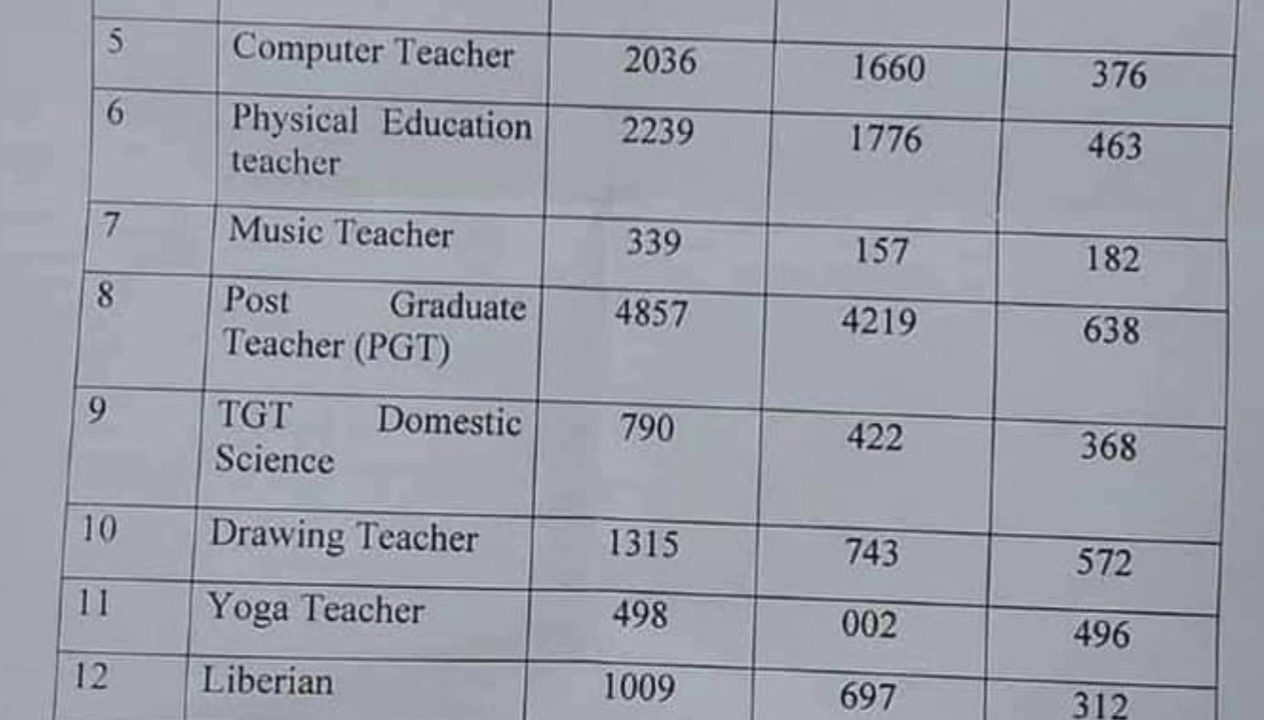 5 Computer Teacher 2036 1660 376
6 Physical Education 2239 1776 463
teacher
7 Music Teacher 339 157 182
8 Post Graduate 4857 4219 638
Teacher (PGT)
9 TGT Domestic 790 422 368
Science
10 Drawing Teacher 1315 743 572
11 Yoga Teacher 498 002 496
12 Liberian 1009 697 312